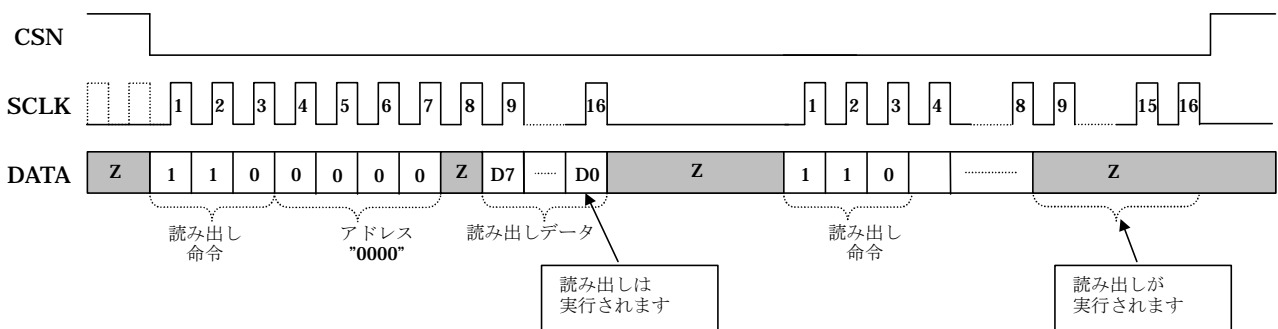 CSN
SCLK
1 2 3 4 5 6 7 8 9 16 1 2 3 4 8 9 15 16
DATA
Z 1 1 0 0 0 0 0 Z D7 ...... D0 Z 1 1 0 ................ Z
読み出し
命令
アドレス
"0000"
読み出しデータ
読み出し
命令
読み出しは
実行されます
読み出しが
実行されます